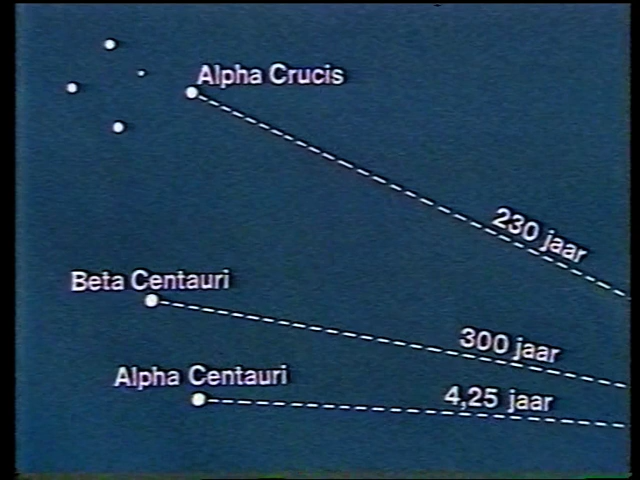 Alpha Crucis
230 jaar
Beta Centauri
300 jaar
Alpha Centauri
4,25 jaar